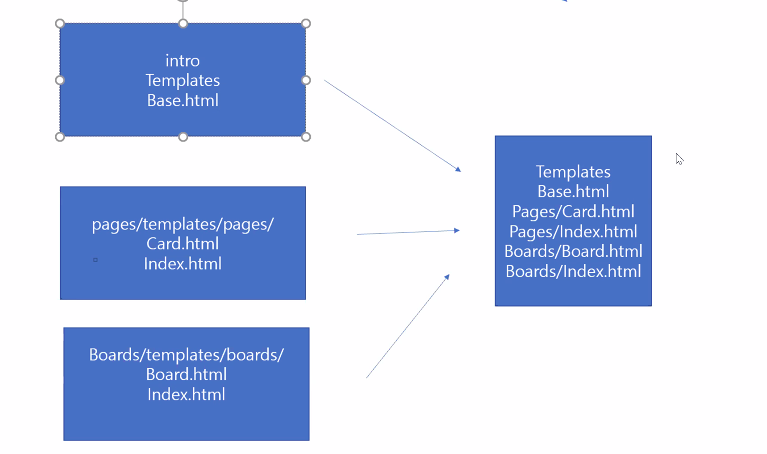 intro
Templates
Base.html
pages/templates/pages/
Card.html
Index.html
Boards/templates/boards/
Board.html
Index.html
Templates
Base.html
Pages/Card.html
Pages/Index.html
Boards/Board.html
Boards/Index.html